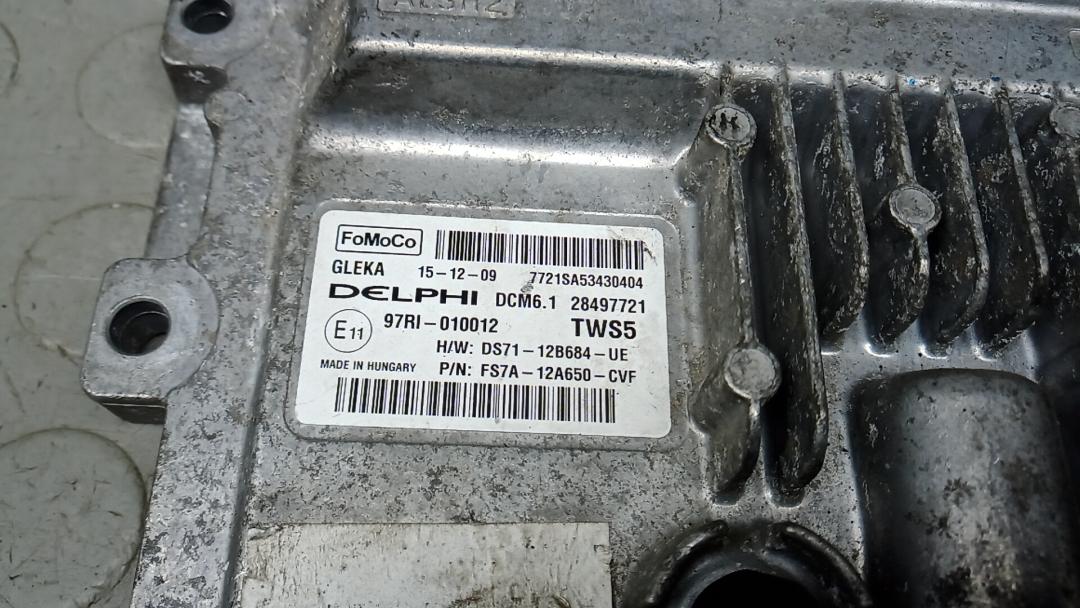 FoMoCo
GLEKA 15-12-09 7721SA53430404
DELPHI DCM6.1 28497721
E11 97RI-010012 TWS5
H/W: DS71-12B684-UE
MADE IN HUNGARY P/N: FS7A-12A650-CVF